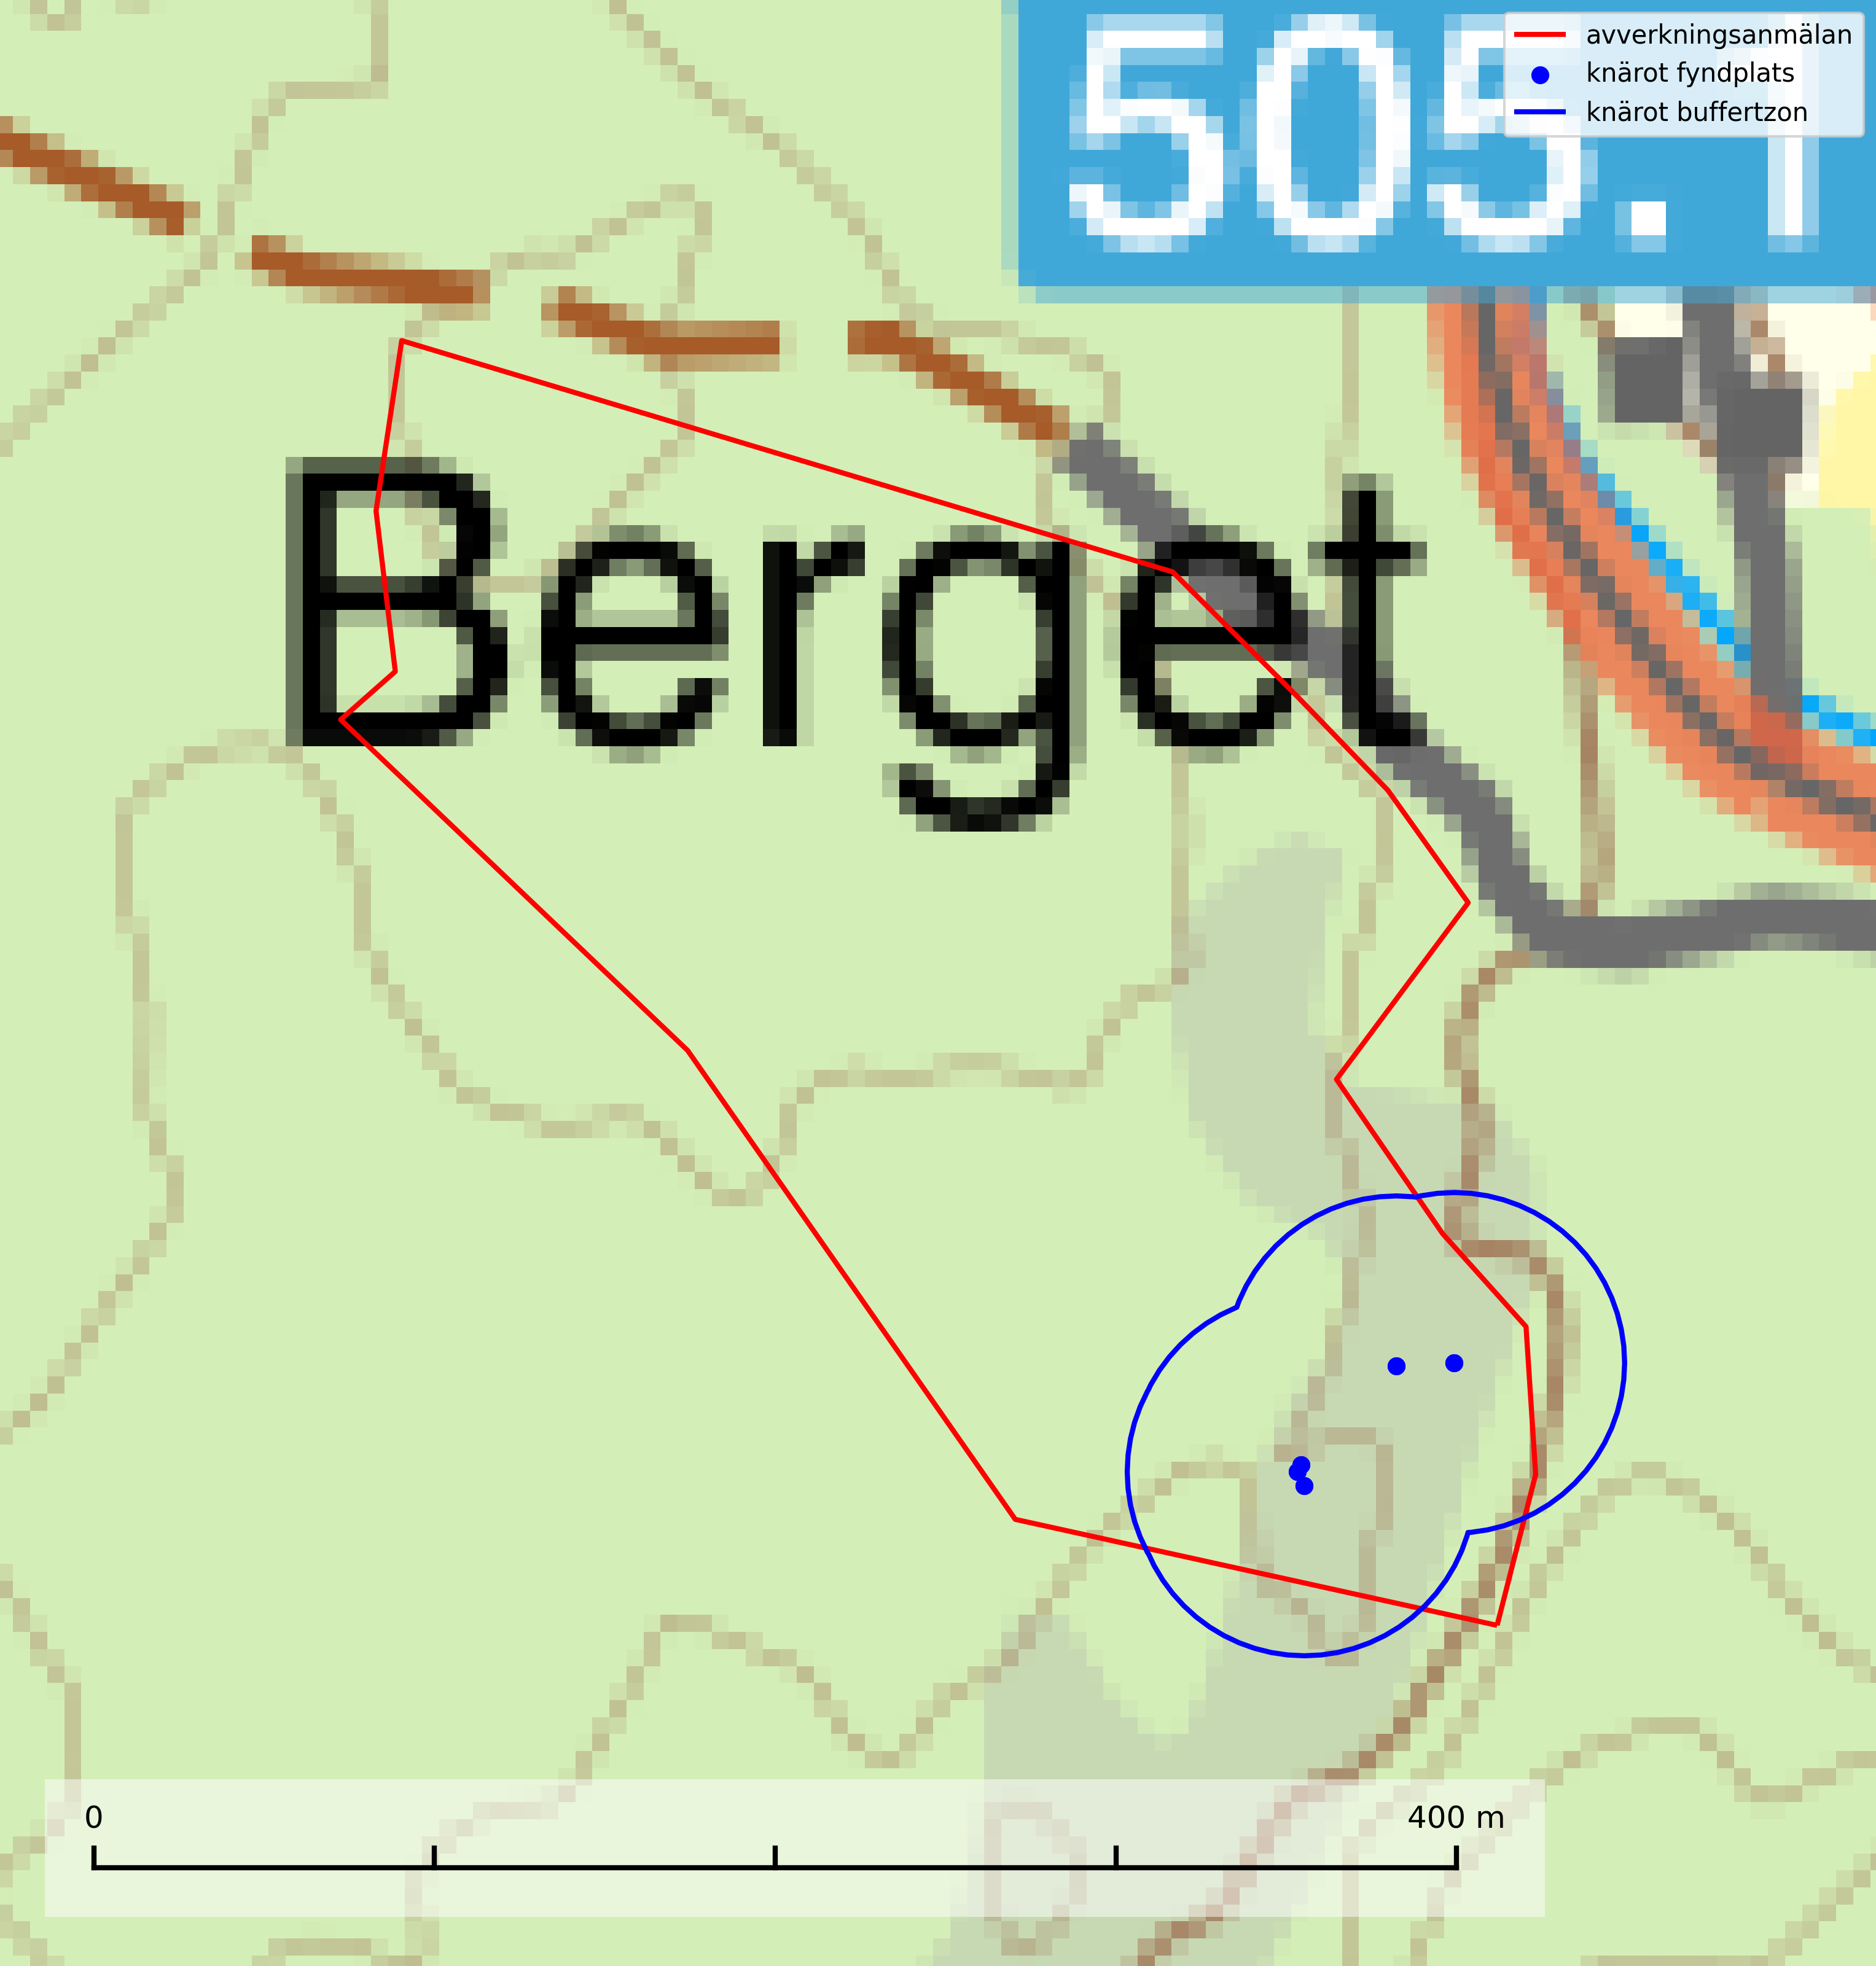 505.1
avverkningsanmälan
knärot fyndplats
knärot buffertzon
Berget
0 400 m